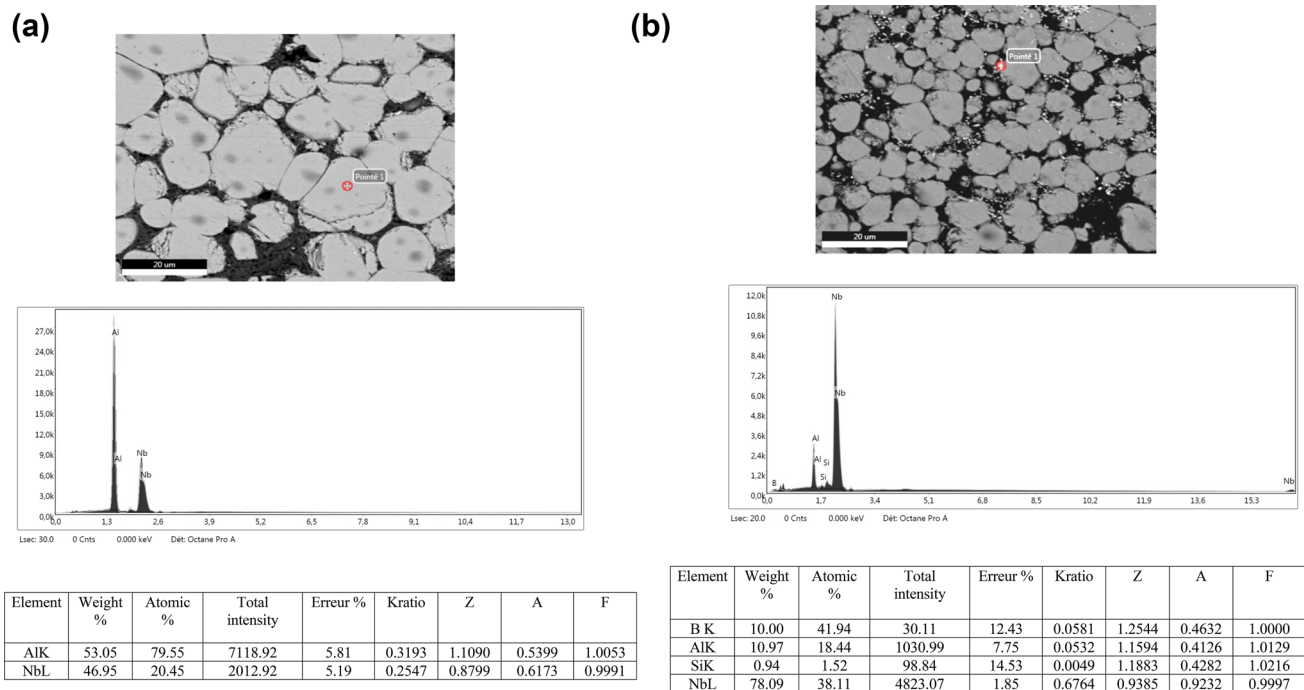 (a)
Pointé 1
20 um
27,0k
24,0k
21,0k
18,0k
15,0k
12,0k
9,0k
6,0k
3,0k
0,0k
Al
Al
Nb
Nb
0,0 1,3 2,6 3,9 5,2 6,5 7,8 9,1 10,4 11,7 13,0
Lsec: 30.0 0 Cnts 0.000 keV Dét: Octane Pro A
Element Weight % Atomic % Total intensity Erreur % Kratio Z A F
AlK 53.05 79.55 7118.92 5.81 0.3193 1.1090 0.5399 1.0053
NbL 46.95 20.45 2012.92 5.19 0.2547 0.8799 0.6173 0.9991
(b)
Pointé 1
20 um
12,0k
10,8k
9,6k
8,4k
7,2k
6,0k
4,8k
3,6k
2,4k
1,2k
0,0k
Nb
Nb
Al
Al
Si
Si
B
Nb
0,0 1,7 3,4 5,1 6,8 8,5 10,2 11,9 13,6 15,3
Lsec: 20.0 0 Cnts 0.000 keV Dét: Octane Pro A
Element Weight % Atomic % Total intensity Erreur % Kratio Z A F
B K 10.00 41.94 30.11 12.43 0.0581 1.2544 0.4632 1.0000
AlK 10.97 18.44 1030.99 7.75 0.0532 1.1594 0.4126 1.0129
SiK 0.94 1.52 98.84 14.53 0.0049 1.1883 0.4282 1.0216
NbL 78.09 38.11 4823.07 1.85 0.6764 0.9385 0.9232 0.9997